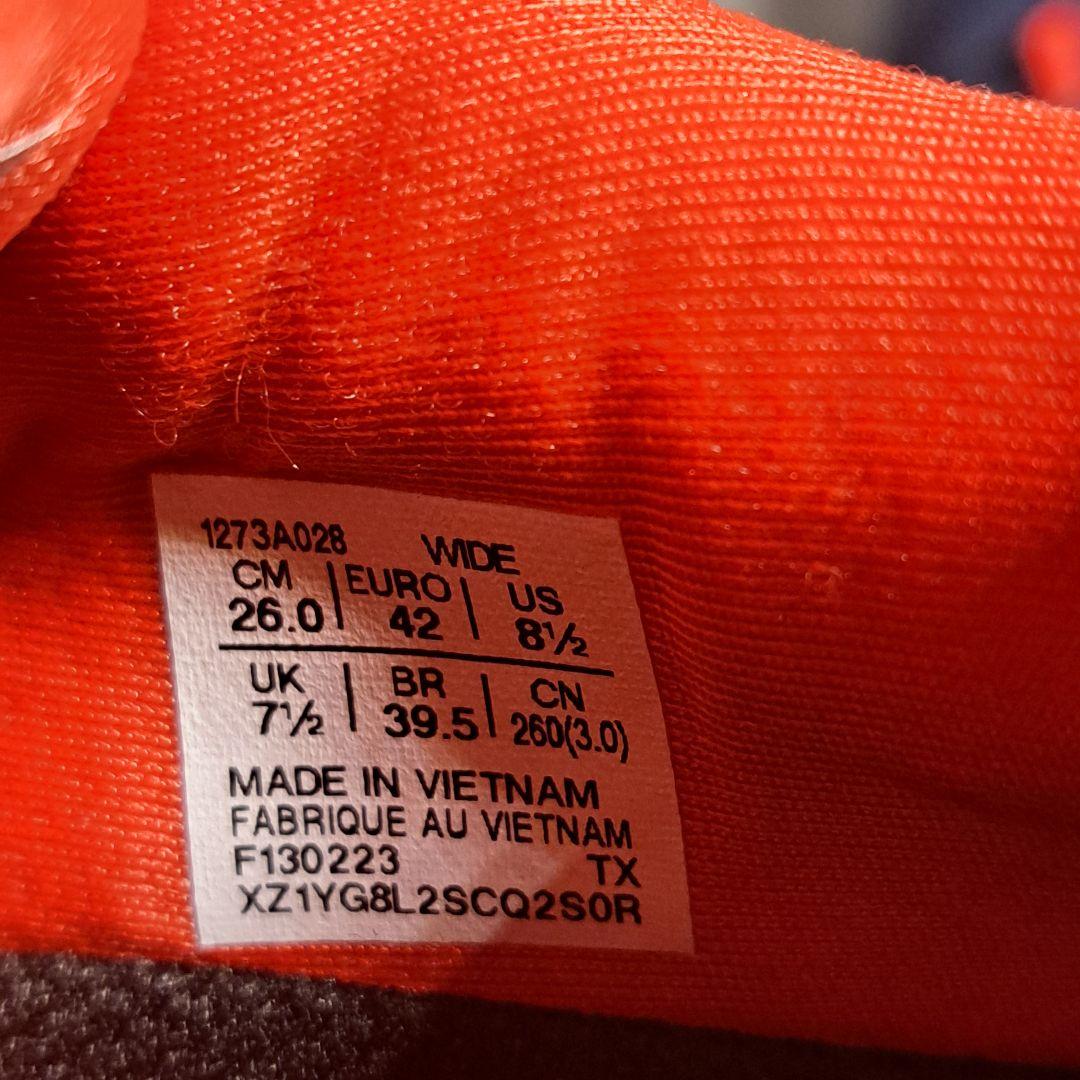 1273A028 WIDE
CM | EURO | US
26.0 | 42 | 8½
UK | BR | CN
7½ | 39.5 | 260(3.0)
MADE IN VIETNAM
FABRIQUE AU VIETNAM
F130223 TX
XZ1YG8L2SCQ2S0R